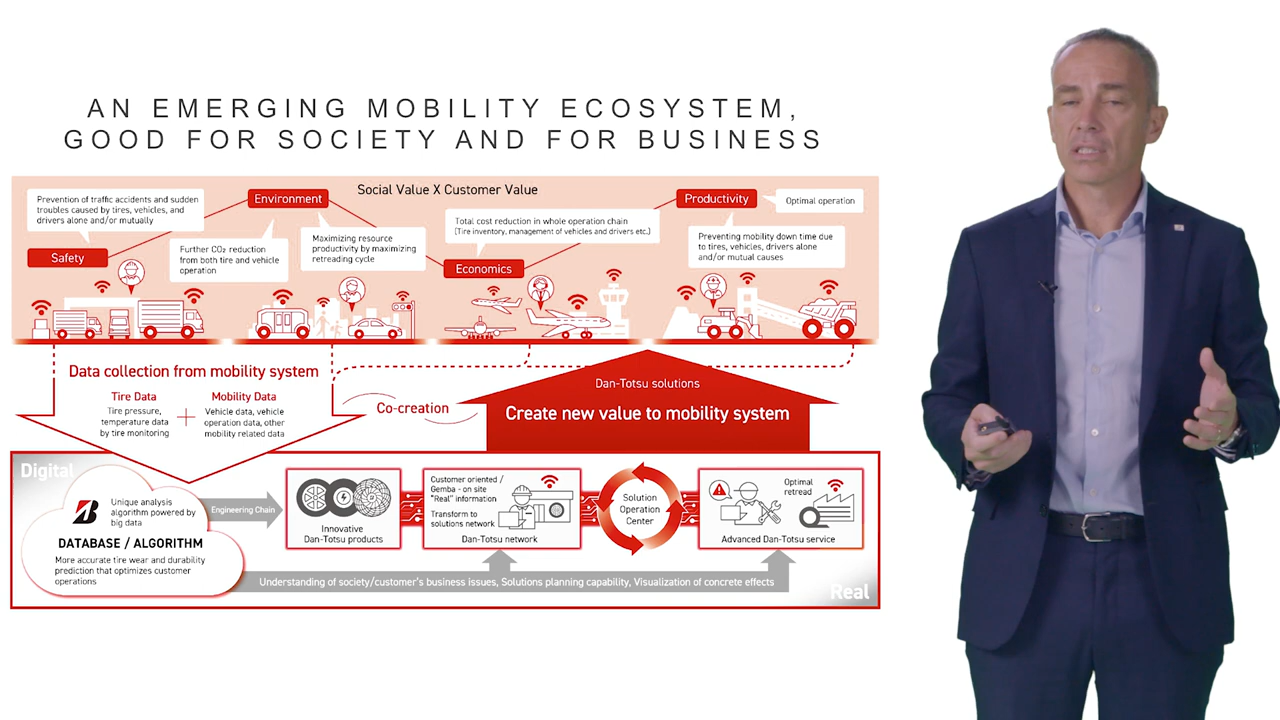 AN EMERGING MOBILITY ECOSYSTEM,
GOOD FOR SOCIETY AND FOR BUSINESS
Social Value X Customer Value
Prevention of traffic accidents and sudden
troubles caused by tires, vehicles, and
drivers alone and/or mutually
Safety
Environment
Further CO₂ reduction
from both tire and vehicle
operation
Maximizing resource
productivity by maximizing
retreading cycle
Total cost reduction in whole operation chain
(Tire inventory, management of vehicles and drivers etc.)
Economics
Productivity
Optimal operation
Preventing mobility down time due
to tires, vehicles, drivers alone
and/or mutual causes
Data collection from mobility system
Tire Data
Tire pressure,
temperature data
by tire monitoring
+
Mobility Data
Vehicle data, vehicle
operation data, other
mobility related data
Co-creation
Dan-Totsu solutions
Create new value to mobility system
Digital
B
Unique analysis
algorithm powered by
big data
DATABASE / ALGORITHM
More accurate tire wear and durability
prediction that optimizes customer
operations
Engineering Chain
Innovative
Dan-Totsu products
Customer oriented /
Gemba - on site
"Real" information
Transform to
solutions network
Dan-Totsu network
Solution
Operation
Center
Optimal
retread
Advanced Dan-Totsu service
Understanding of society/customer's business issues, Solutions planning capability, Visualization of concrete effects
Real